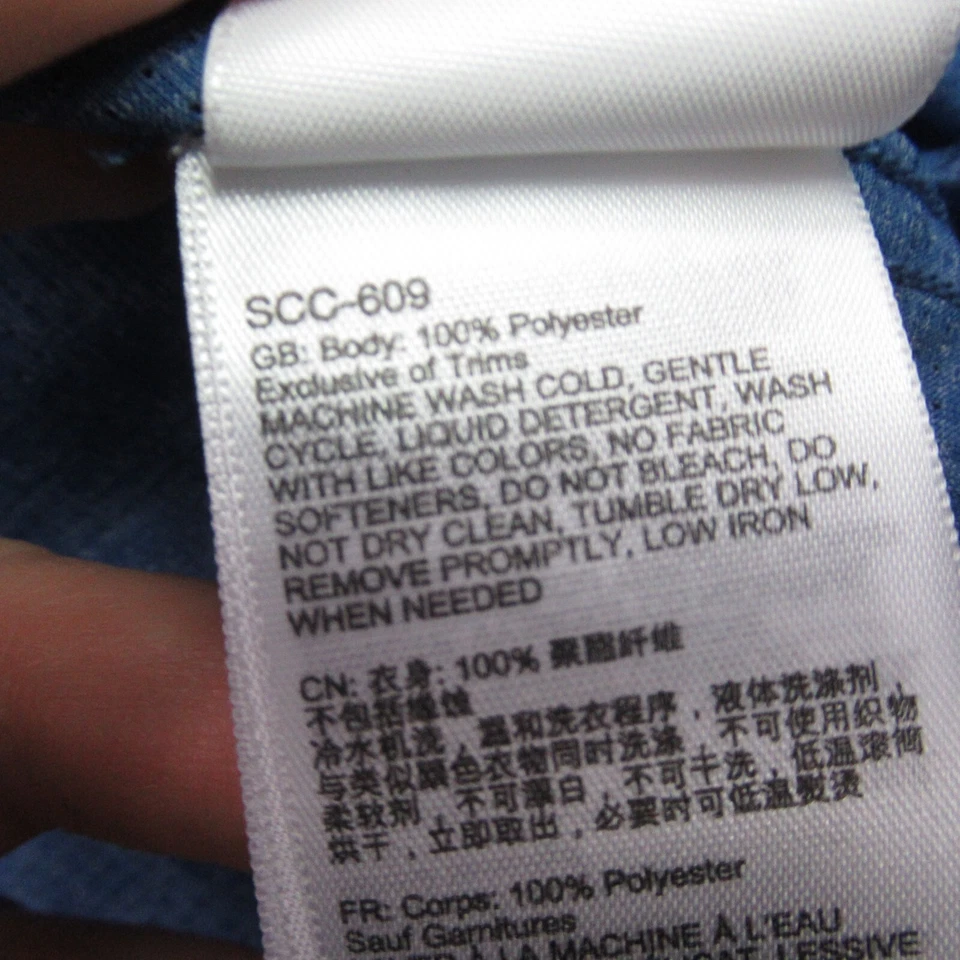 SCC-609
GB: Body: 100% Polyester
Exclusive of Trims
MACHINE WASH COLD, GENTLE
CYCLE, LIQUID DETERGENT, WASH
WITH LIKE COLORS, NO FABRIC
SOFTENERS, DO NOT BLEACH, DO
NOT DRY CLEAN, TUMBLE DRY LOW,
REMOVE PROMPTLY, LOW IRON
WHEN NEEDED
CN: 衣身: 100% 聚酯纤维
不包括
冷水机洗，温和洗衣程序，液体洗涤剂，
与类似颜色衣物同时洗涤，不可使用织物
柔软剂，不可漂白，不可干洗，低温滚筒
烘干，立即取出，必要时可低温熨烫
FR: Corps: 100% Polyester
Sauf Garnitures
À LA MACHINE À L'EAU
LESSIVE